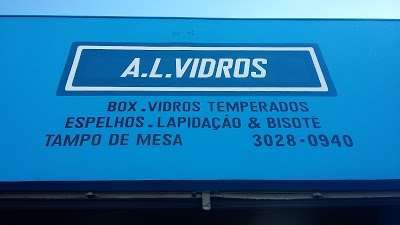 A.L.VIDROS
BOX.VIDROS TEMPERADOS
ESPELHOS.LAPIDAÇÃO & BISOTÊ
TAMPO DE MESA 3028-0940